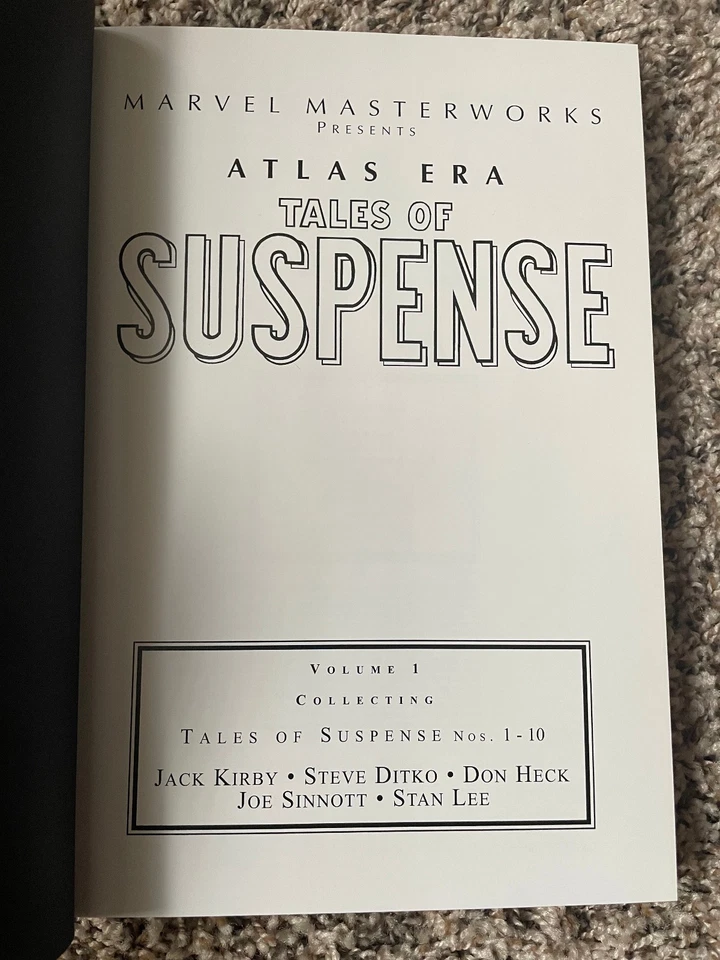 MARVEL MASTERWORKS
PRESENTS
ATLAS ERA
TALES OF
SUSPENSE
VOLUME 1
COLLECTING
TALES OF SUSPENSE NOS. 1-10
JACK KIRBY • STEVE DITKO • DON HECK
JOE SINNOTT • STAN LEE